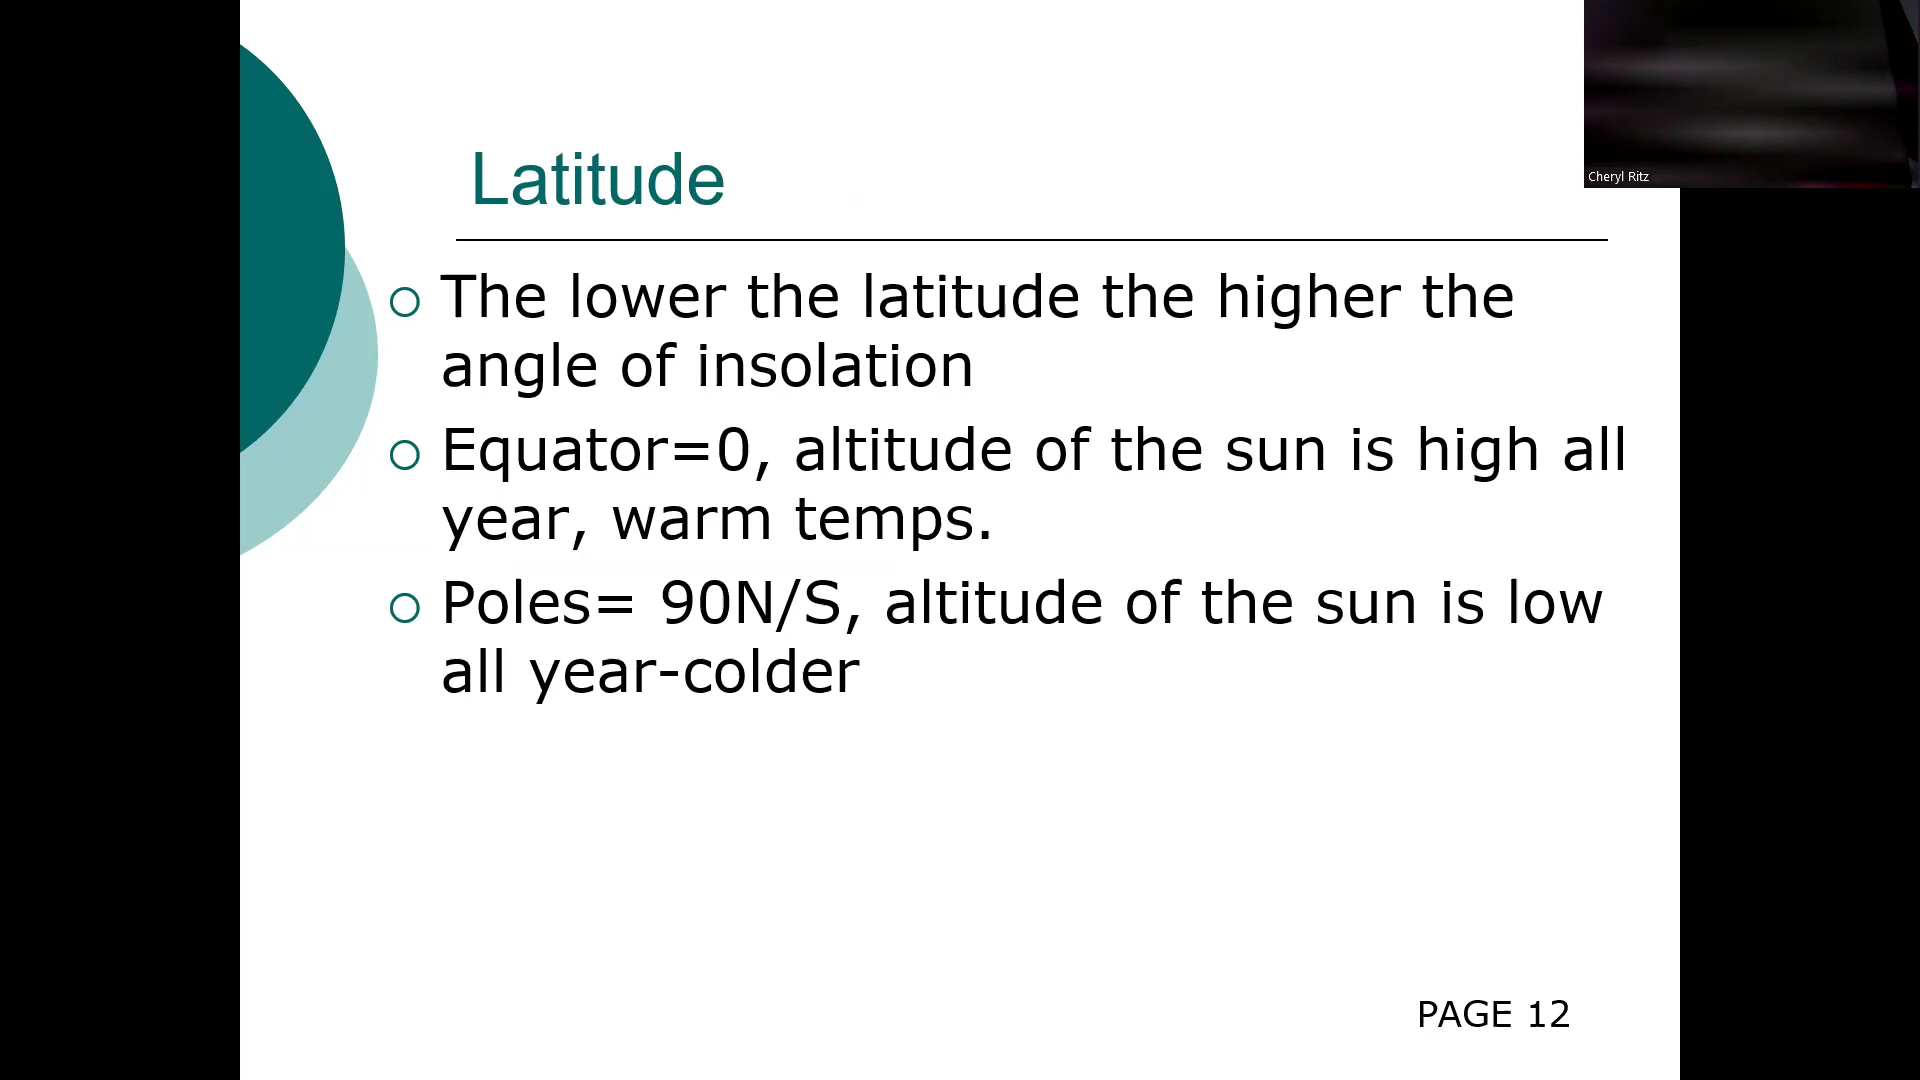 Cheryl Ritz
Latitude
The lower the latitude the higher the
angle of insolation
Equator=0, altitude of the sun is high all
year, warm temps.
Poles= 90N/S, altitude of the sun is low
all year-colder
PAGE 12